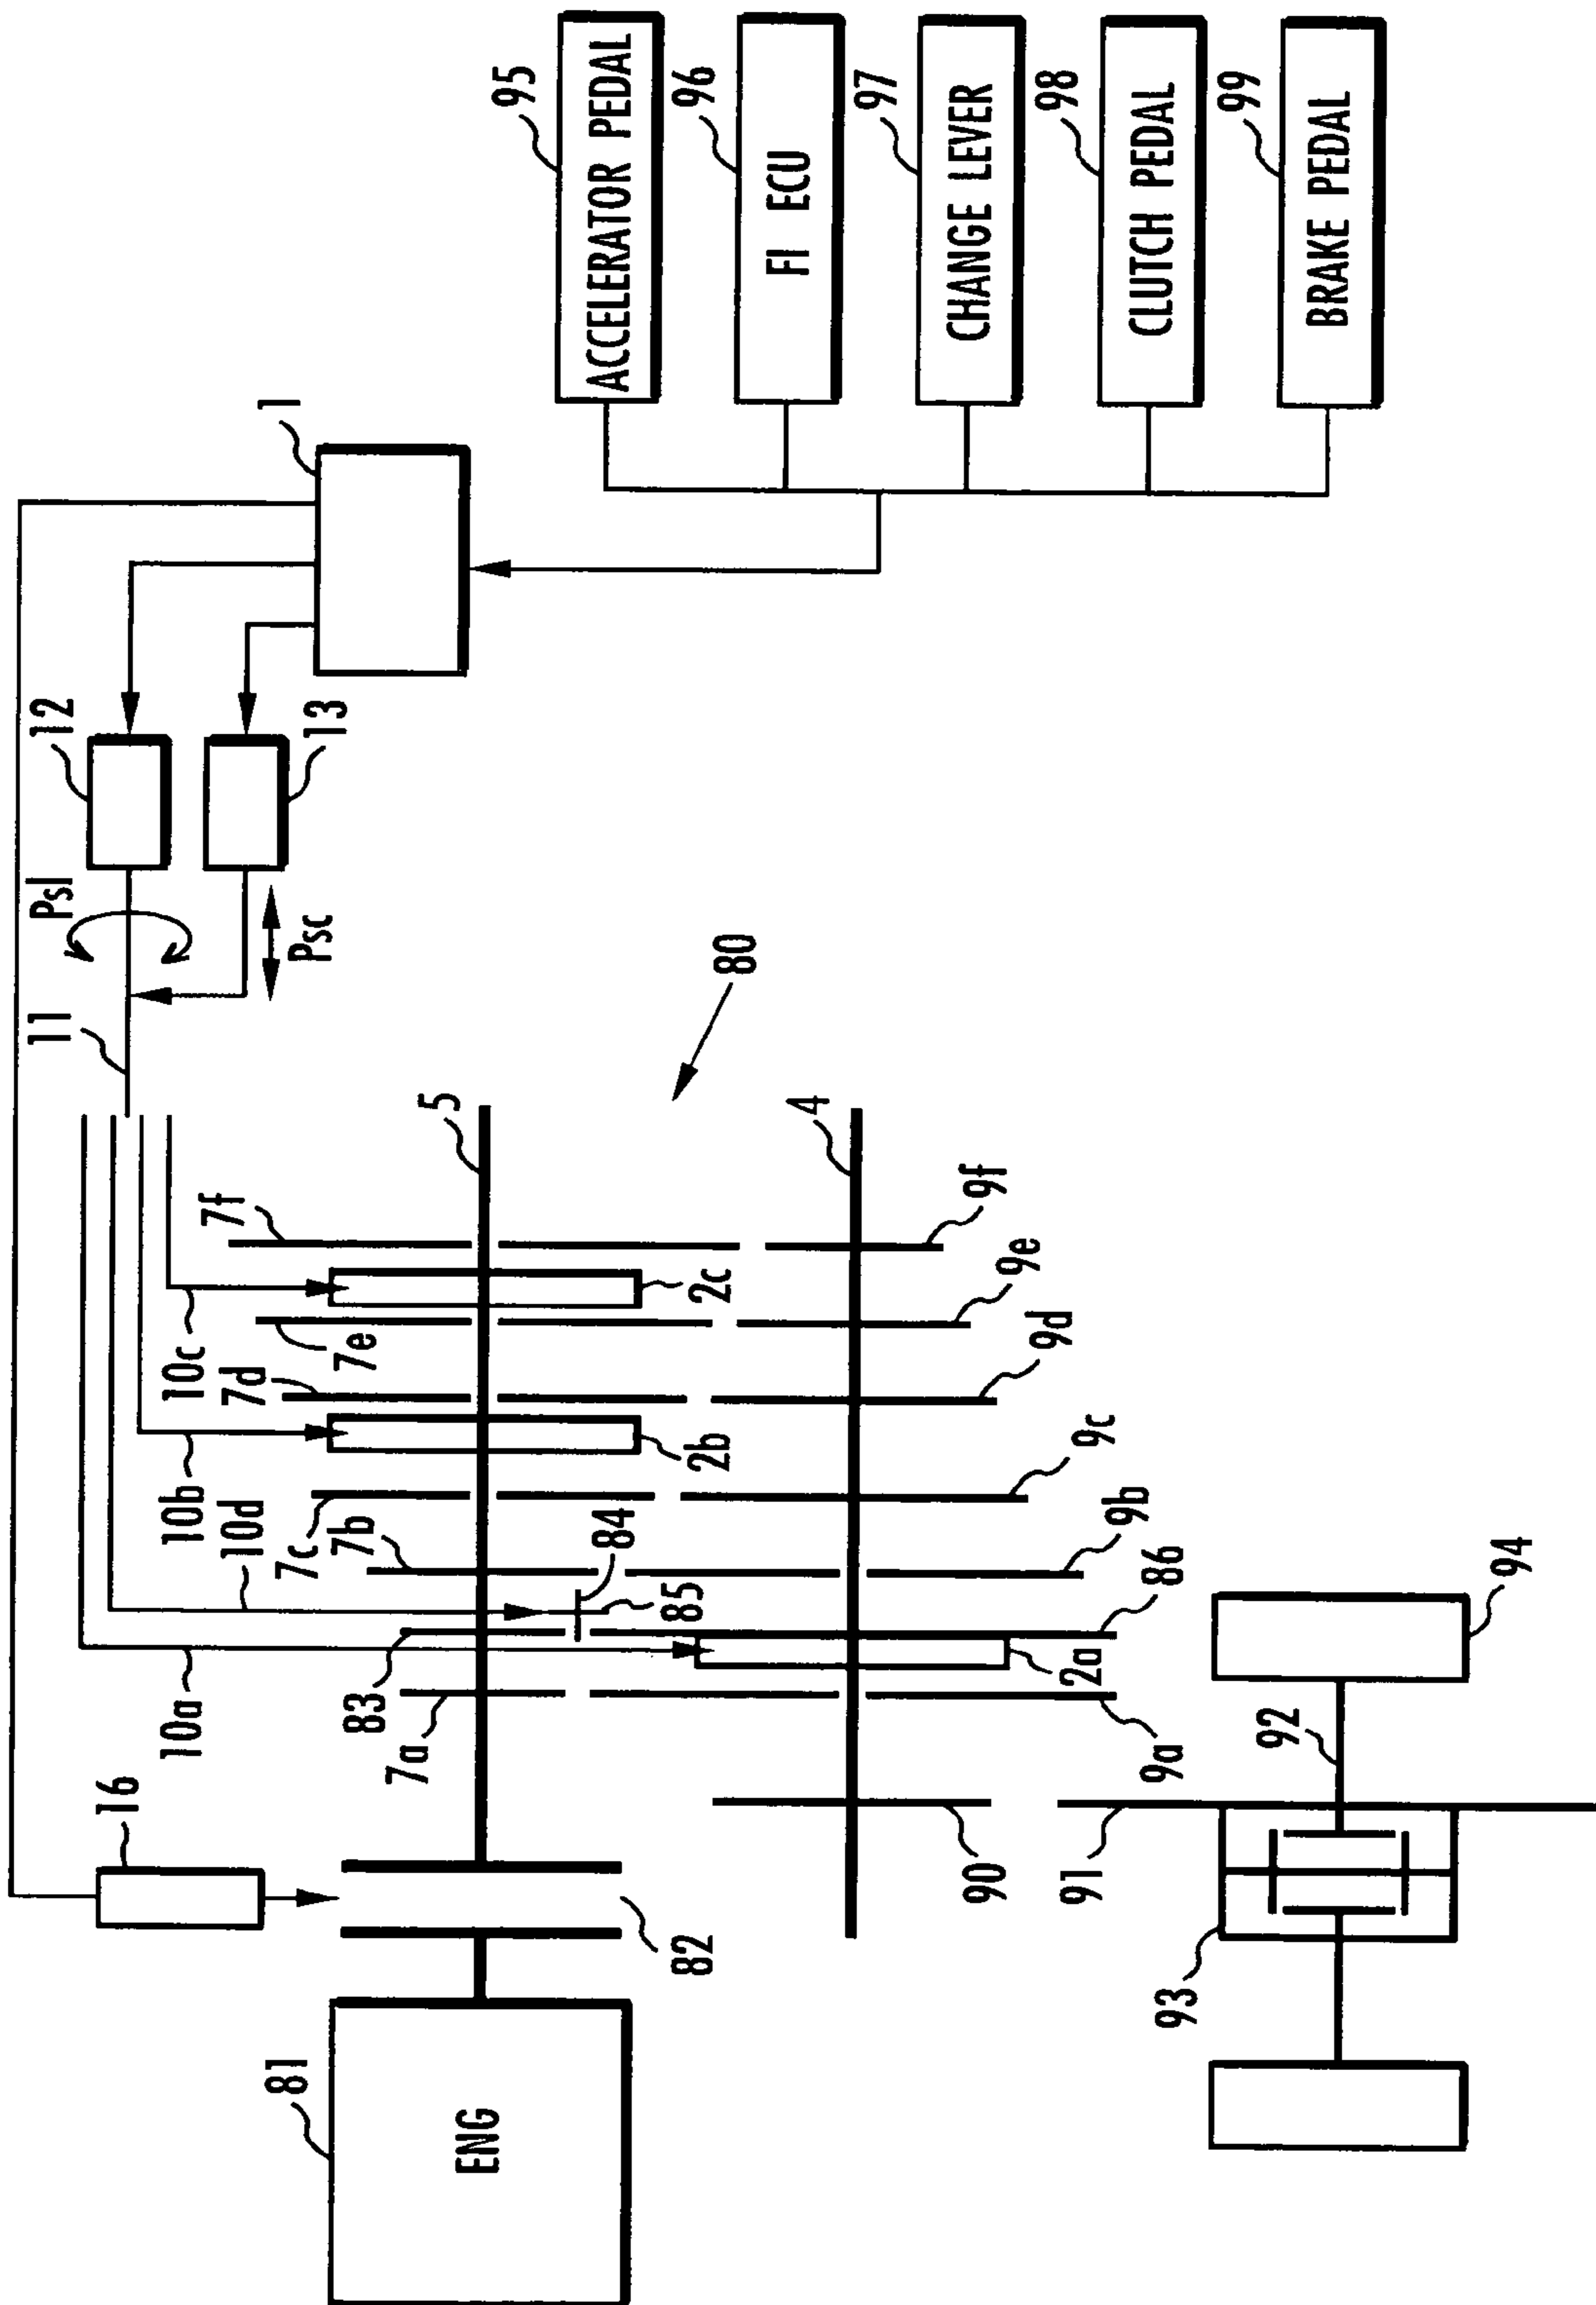 95
ACCELERATOR PEDAL
96
FI ECU
97
CHANGE LEVER
98
CLUTCH PEDAL
99
BRAKE PEDAL
1
12
13
Psl
Psc
11
80
5
4
7f
9f
2c
9e
10c
7e
7d
9d
2b
9c
10b
10d
7c
7b
84
9b
85
86
10a
83
7a
2a
9a
94
92
16
90
91
82
93
81
ENG